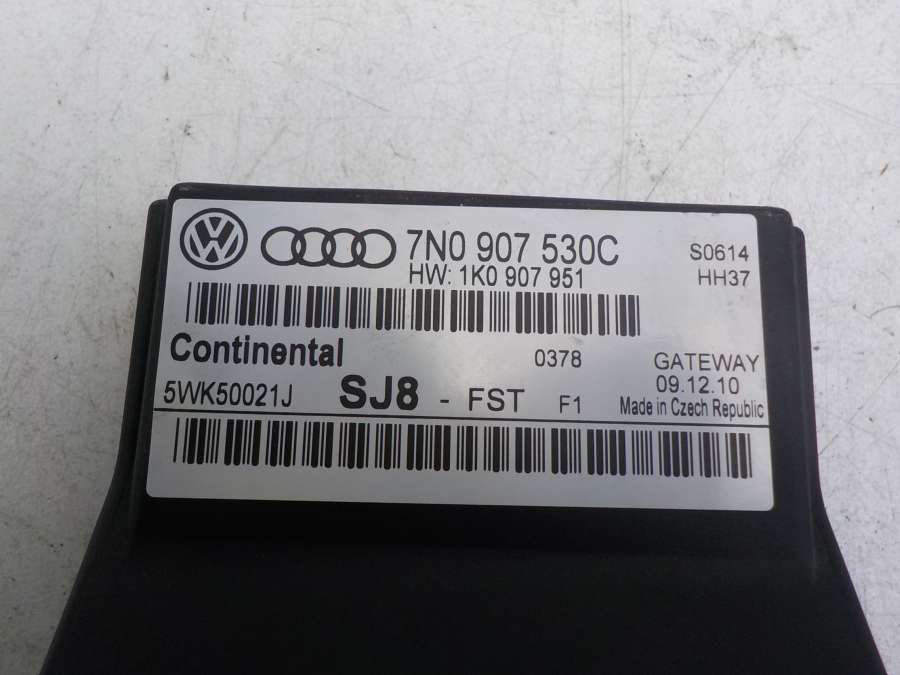 7N0 907 530C S0614
HW: 1K0 907 951 HH37
Continental 0378 GATEWAY
09.12.10
5WK50021J SJ8 - FST F1 Made in Czech Republic